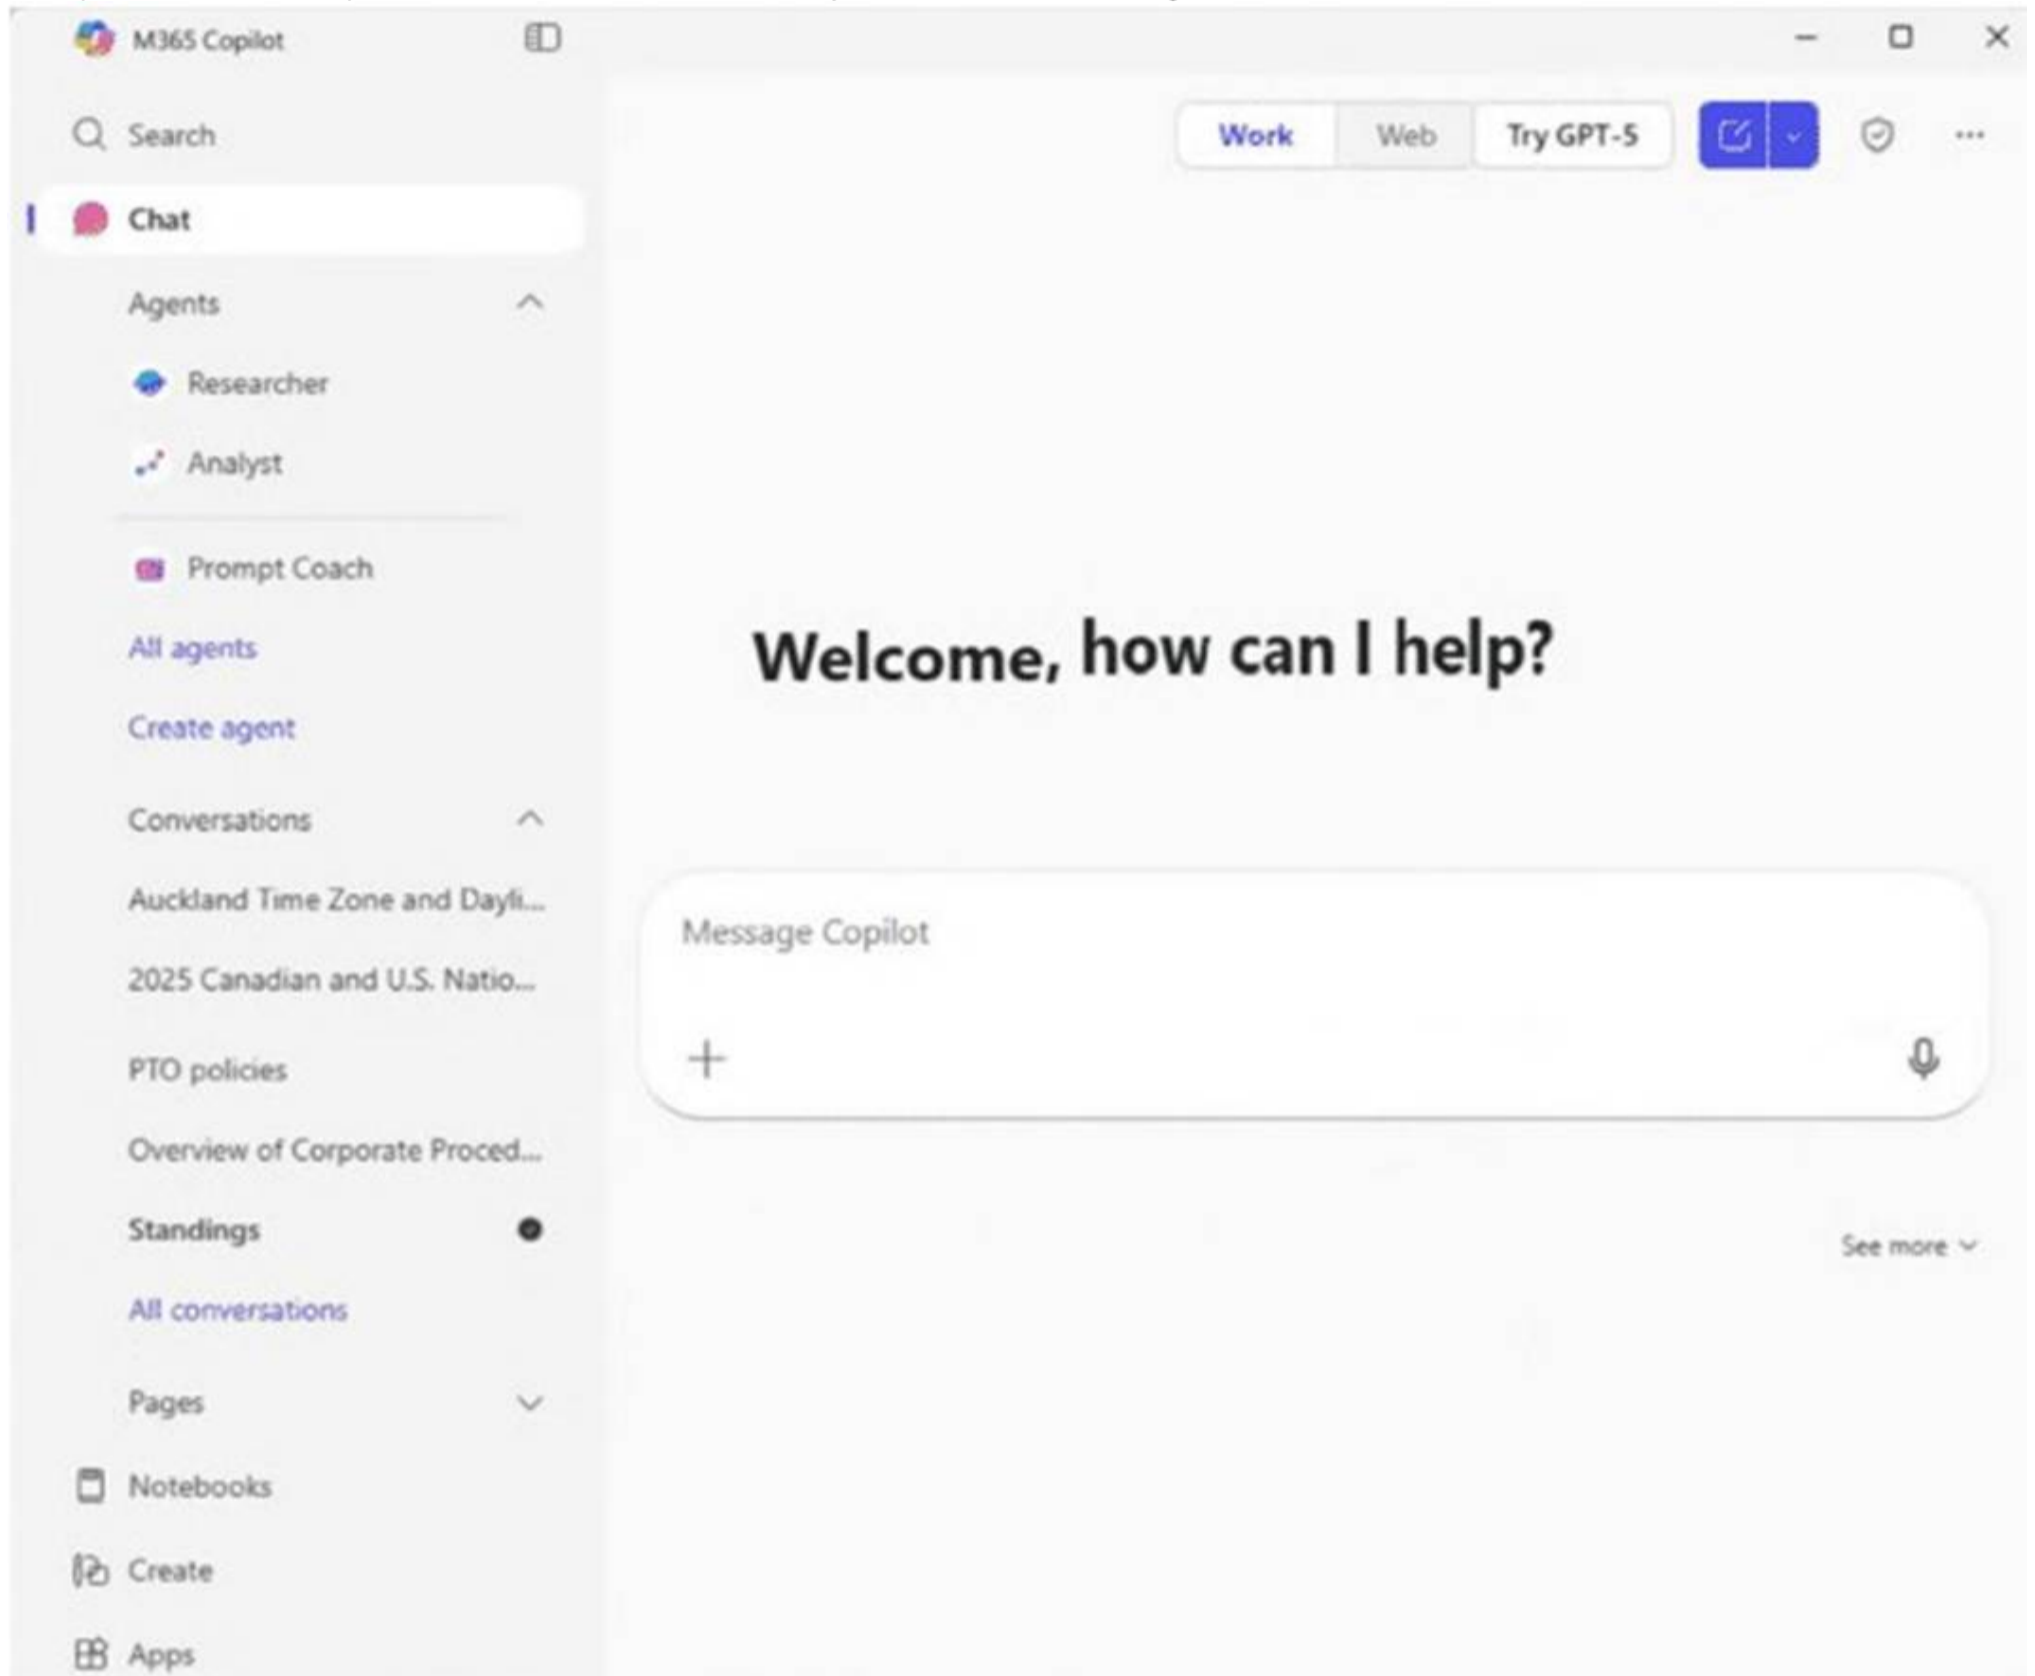 M365 Copilot
Search
Chat
Agents
Researcher
Analyst
Prompt Coach
All agents
Create agent
Conversations
Auckland Time Zone and Dayli...
2025 Canadian and U.S. Natio...
PTO policies
Overview of Corporate Proced...
Standings
All conversations
Pages
Notebooks
Create
Apps
Work Web Try GPT-5
Welcome, how can I help?
Message Copilot
See more